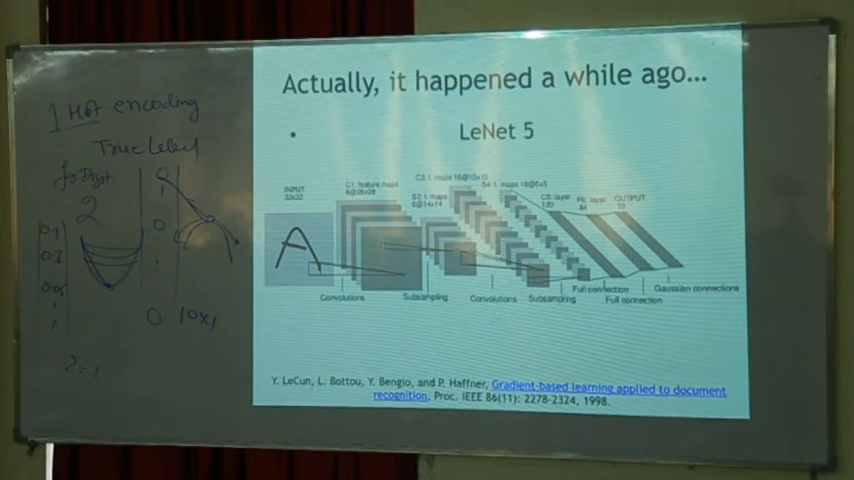 1 Hot encoding
True Label
for Digit
2
0.1
0.1
0.05
Σ=1
0
1
0
0
10x1
Actually, it happened a while ago...
• LeNet 5
INPUT
32x32
C1: feature maps
6@28x28
S2: f. maps
6@14x14
C3: f. maps 16@10x10
S4: f. maps 16@5x5
C5: layer
120
F6: layer
84
OUTPUT
10
A
Convolutions
Subsampling
Convolutions
Subsampling
Full connection
Full connection
Gaussian connections
Y. LeCun, L. Bottou, Y. Bengio, and P. Haffner, Gradient-based learning applied to document
recognition, Proc. IEEE 86(11): 2278-2324, 1998.